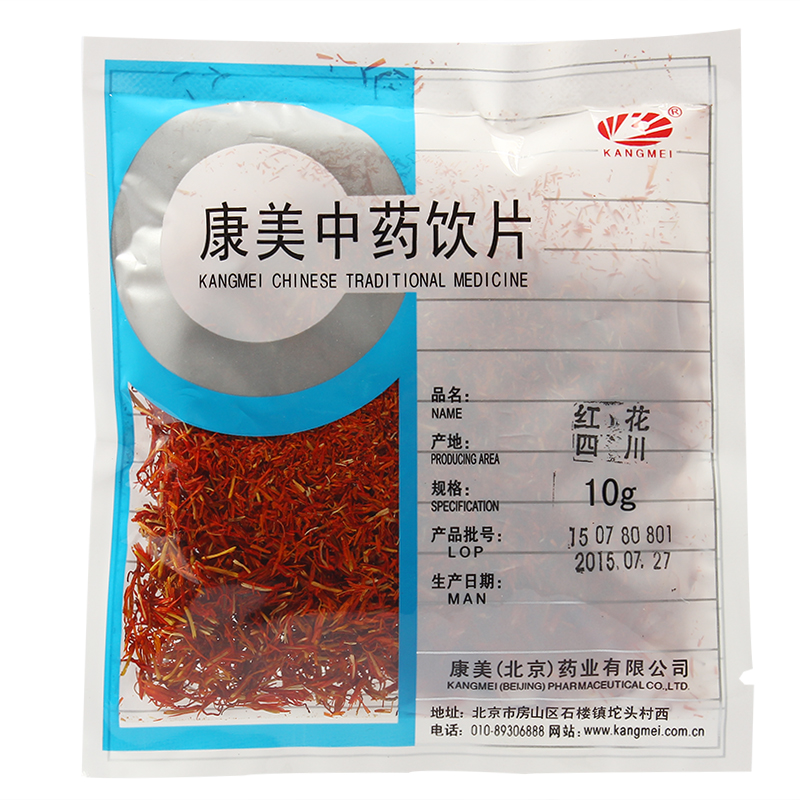 ®
KANGMEI
康美中药饮片
KANGMEI CHINESE TRADITIONAL MEDICINE
品名: 红花
NAME
产地: 四川
PRODUCING AREA
规格: 10g
SPECIFICATION
产品批号: 150780801
LOP
2015.07.27
生产日期:
MAN
康美(北京)药业有限公司
KANGMEI (BEIJING) PHARMACEUTICAL CO., LTD.
地址: 北京市房山区石楼镇坨头村西
电话: 010-89306888 网站: www.kangmei.com.cn